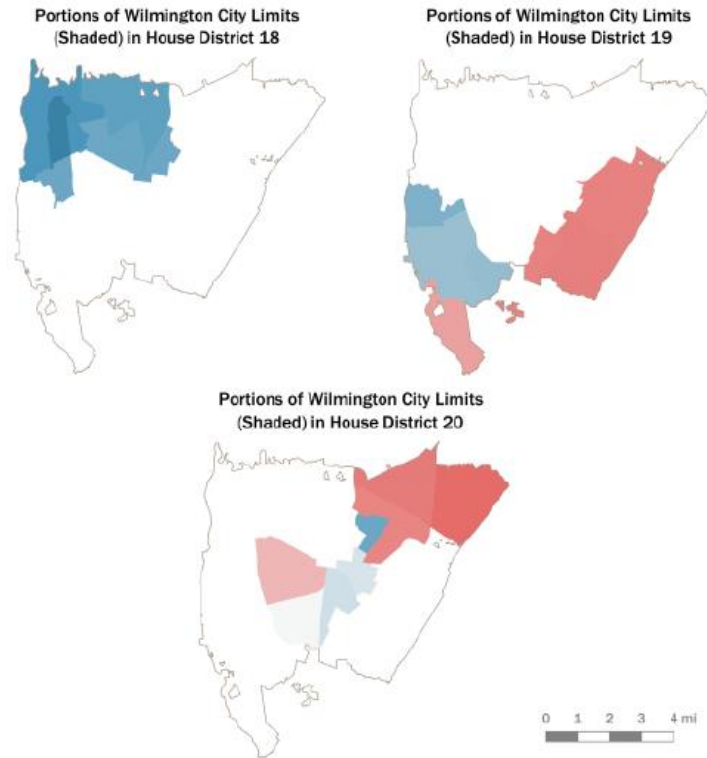 Portions of Wilmington City Limits
(Shaded) in House District 18
Portions of Wilmington City Limits
(Shaded) in House District 19
Portions of Wilmington City Limits
(Shaded) in House District 20
0 1 2 3 4 mi